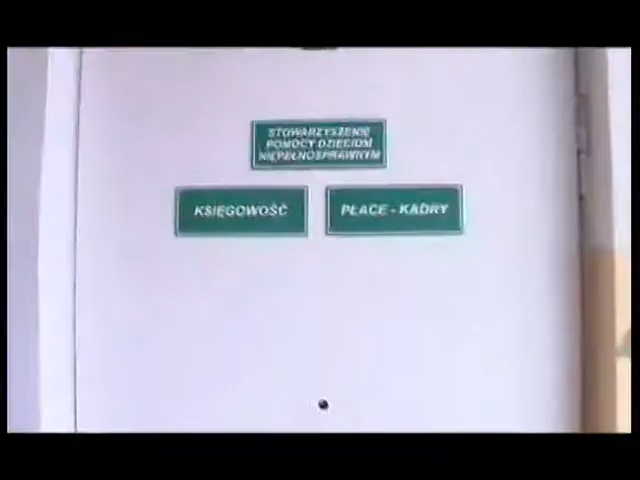 STOWARZYSZENIE
POMOCY DZIECIOM
NIEPEŁNOSPRAWNYM
KSIĘGOWOŚĆ
PŁACE - KADRY